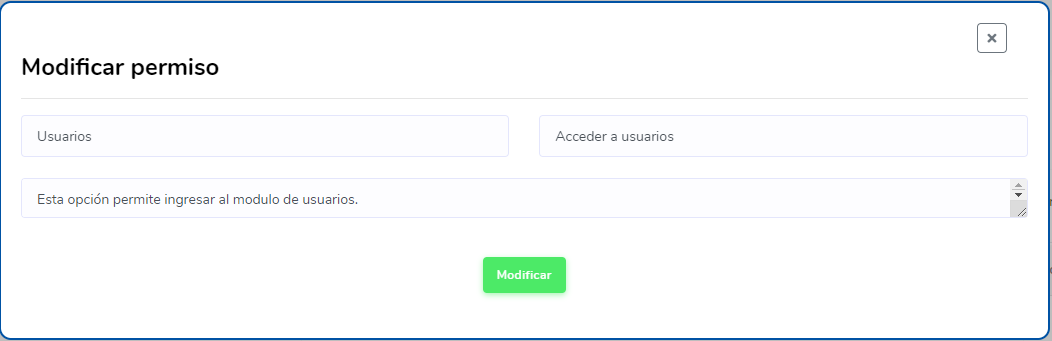 Modificar permiso
Usuarios
Acceder a usuarios
Esta opción permite ingresar al modulo de usuarios.
Modificar